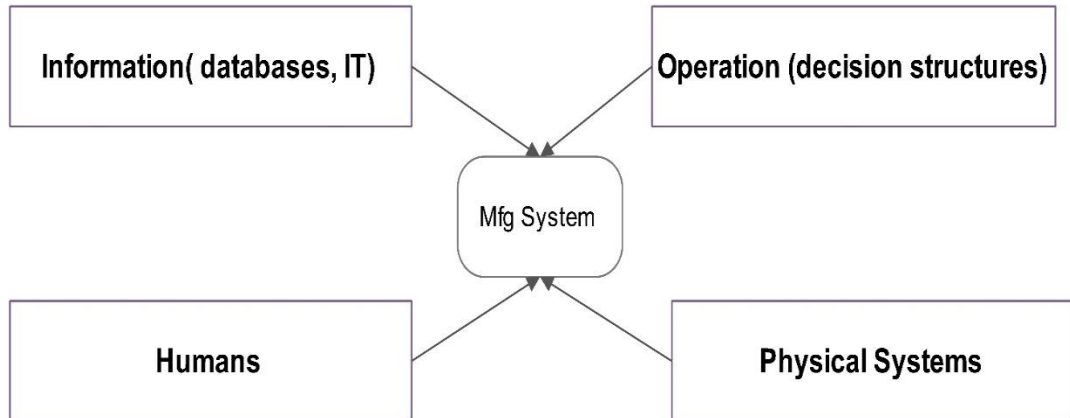 Information( databases, IT)
Operation (decision structures)
Mfg System
Humans
Physical Systems